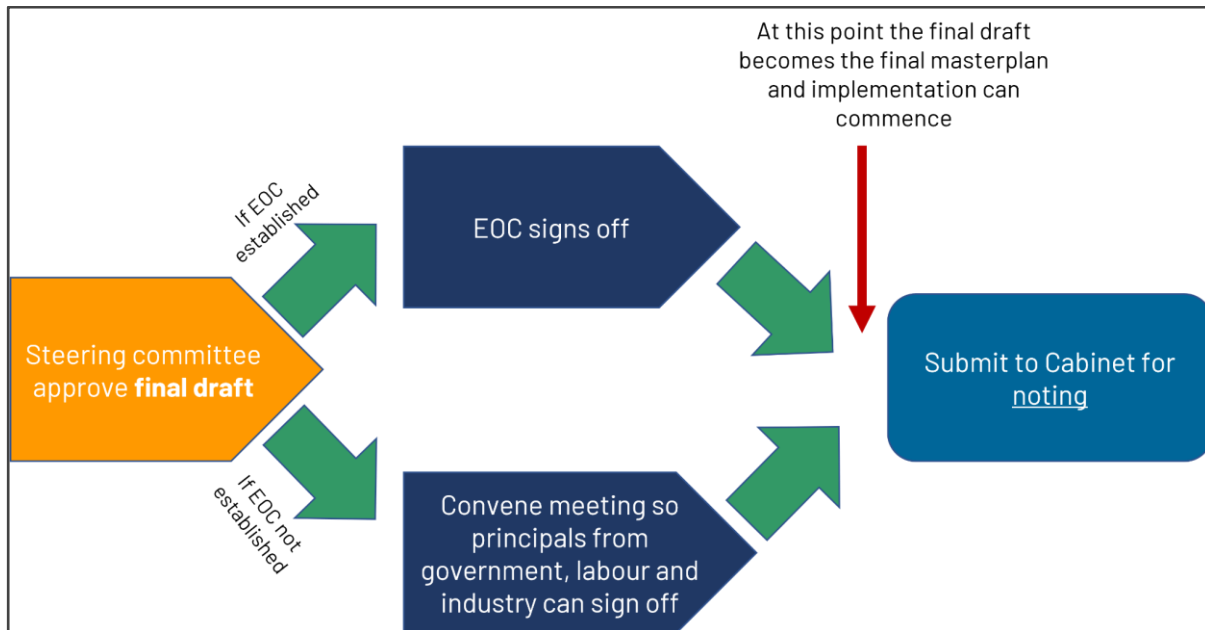 At this point the final draft
becomes the final masterplan
and implementation can
commence
If EOC
established
EOC signs off
Steering committee
approve final draft
Submit to Cabinet for
noting
If EOC not
established
Convene meeting so
principals from
government, labour and
industry can sign off